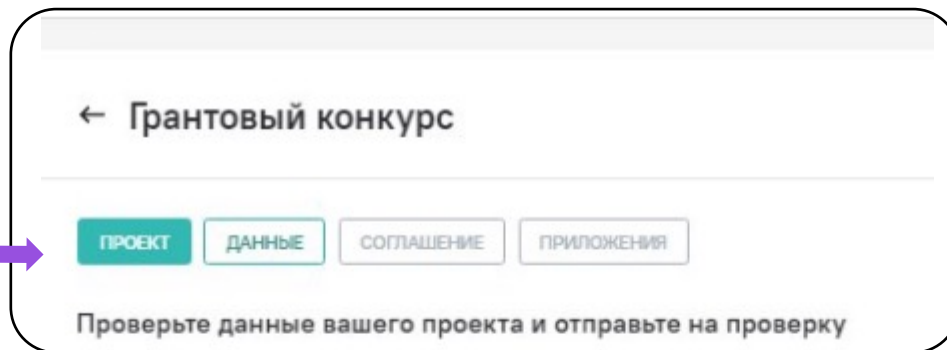 ← Грантовый конкурс
ПРОЕКТ ДАННЫЕ СОГЛАШЕНИЕ ПРИЛОЖЕНИЯ
Проверьте данные вашего проекта и отправьте на проверку